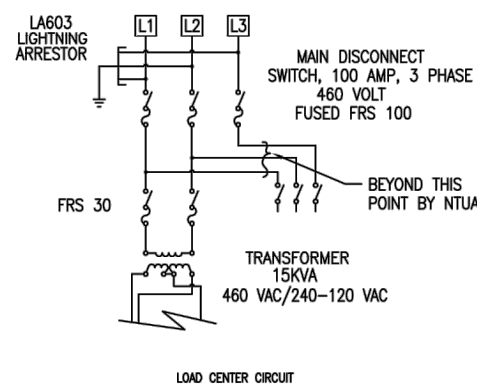 LA603
LIGHTNING
ARRESTOR
L1 L2 L3
MAIN DISCONNECT
SWITCH, 100 AMP, 3 PHASE
460 VOLT
FUSED FRS 100
BEYOND THIS
POINT BY NTUA
FRS 30
TRANSFORMER
15KVA
460 VAC/240-120 VAC
LOAD CENTER CIRCUIT